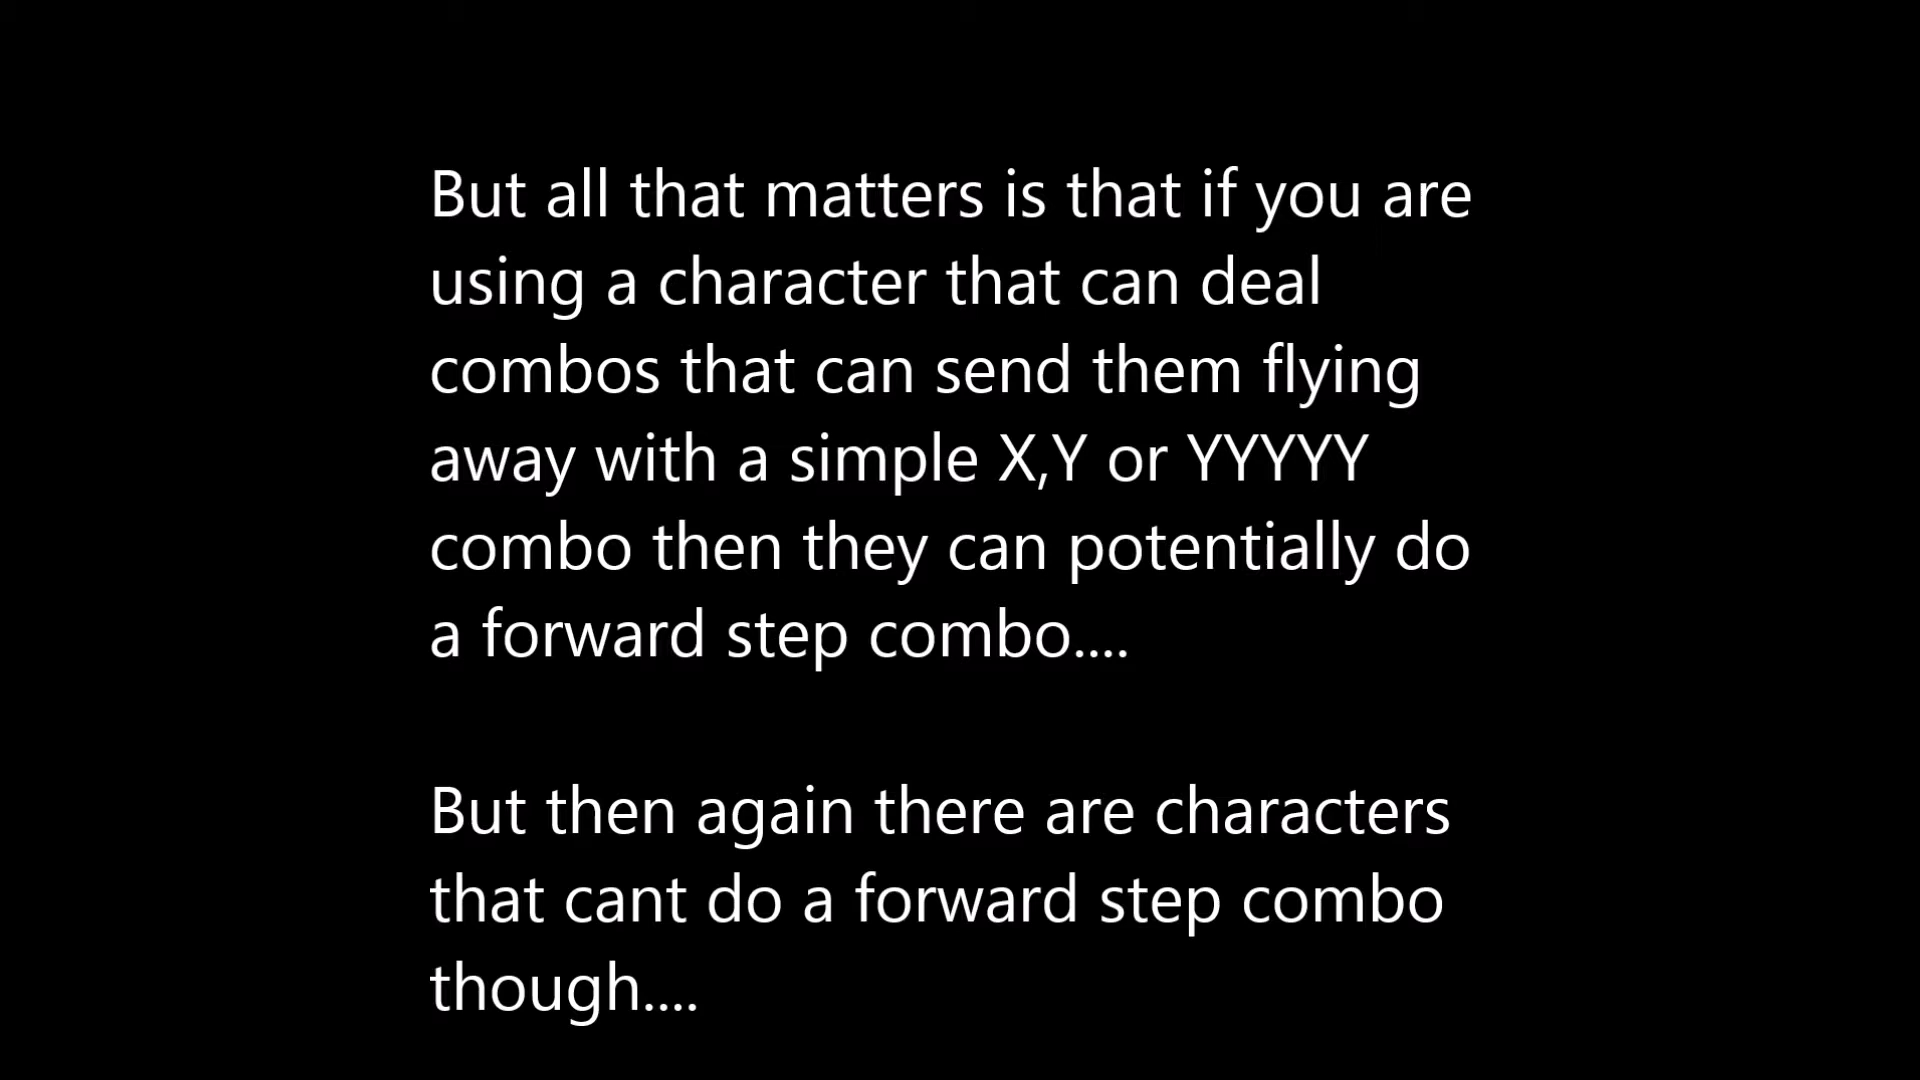 But all that matters is that if you are
using a character that can deal
combos that can send them flying
away with a simple X,Y or YYYYY
combo then they can potentially do
a forward step combo....
But then again there are characters
that cant do a forward step combo
though....